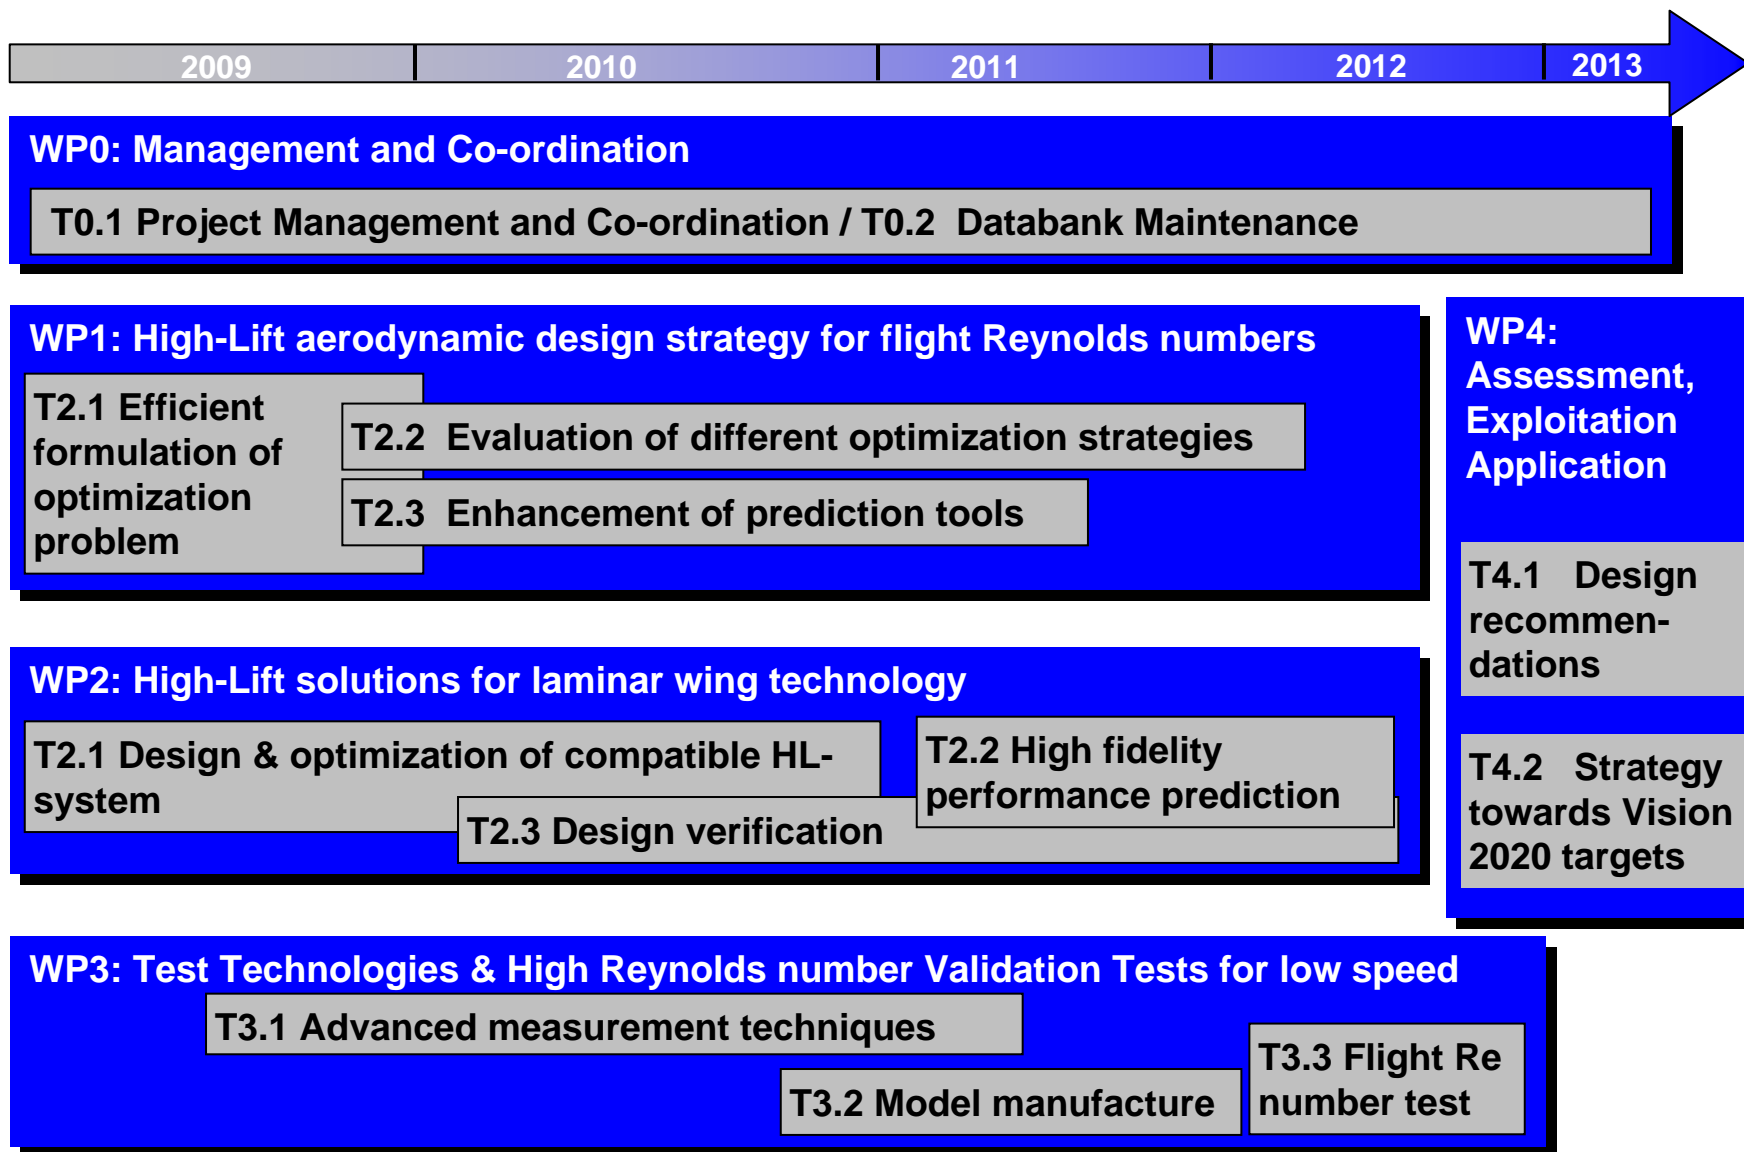 2009 2010 2011 2012 2013
WP0: Management and Co-ordination
T0.1 Project Management and Co-ordination / T0.2 Databank Maintenance
WP1: High-Lift aerodynamic design strategy for flight Reynolds numbers
T2.1 Efficient
formulation of
optimization
problem
T2.2 Evaluation of different optimization strategies
T2.3 Enhancement of prediction tools
WP4:
Assessment,
Exploitation
Application
T4.1 Design
recommen-
dations
T4.2 Strategy
towards Vision
2020 targets
WP2: High-Lift solutions for laminar wing technology
T2.1 Design & optimization of compatible HL-
system
T2.2 High fidelity
performance prediction
T2.3 Design verification
WP3: Test Technologies & High Reynolds number Validation Tests for low speed
T3.1 Advanced measurement techniques
T3.2 Model manufacture
T3.3 Flight Re
number test